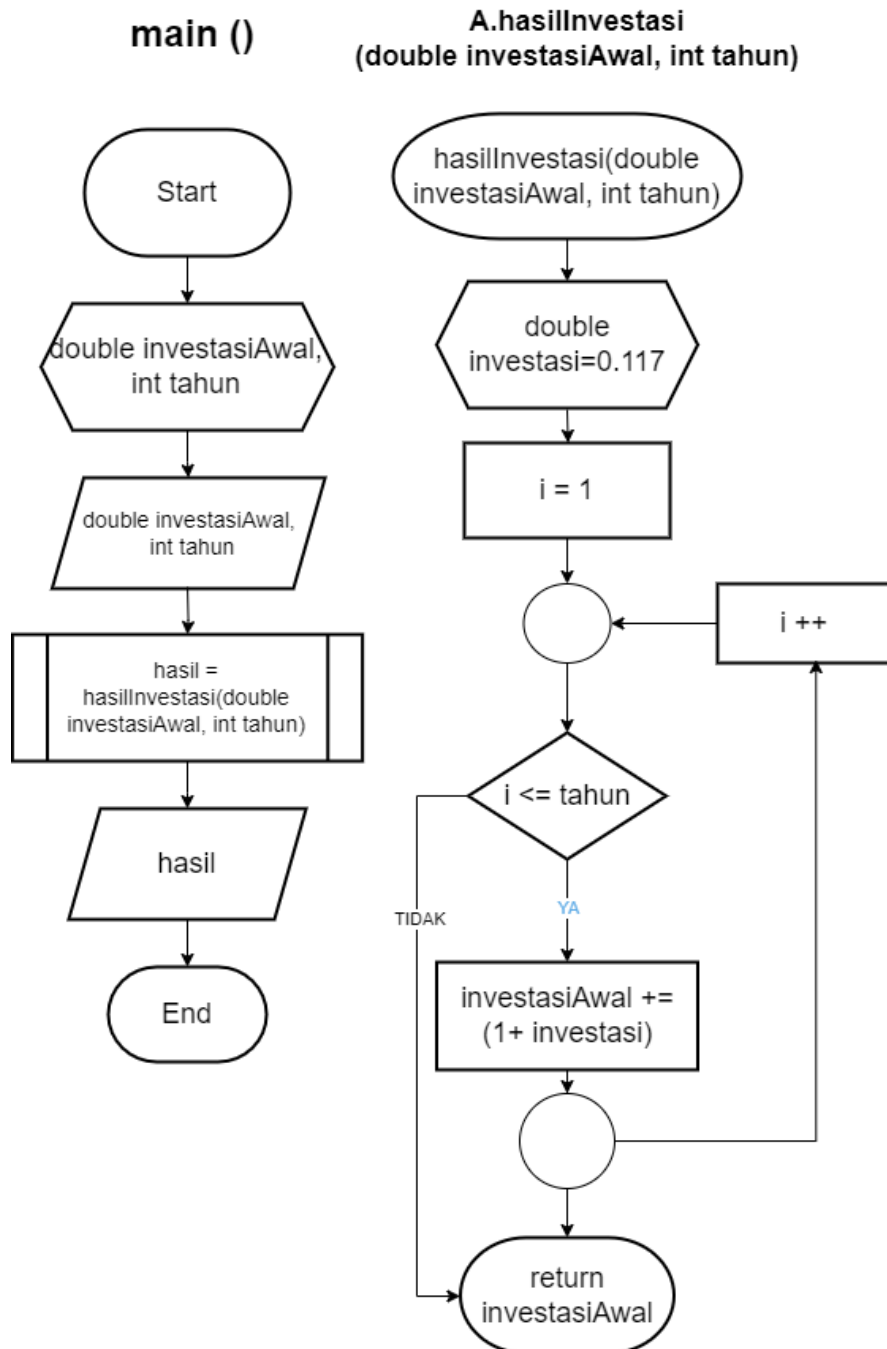 main ()
Start
double investasiAwal,
int tahun
double investasiAwal,
int tahun
hasil =
hasilInvestasi(double
investasiAwal, int tahun)
hasil
End
A.hasilInvestasi
(double investasiAwal, int tahun)
hasilInvestasi(double
investasiAwal, int tahun)
double
investasi=0.117
i = 1
i ++
i <= tahun
TIDAK
YA
investasiAwal +=
(1+ investasi)
return
investasiAwal